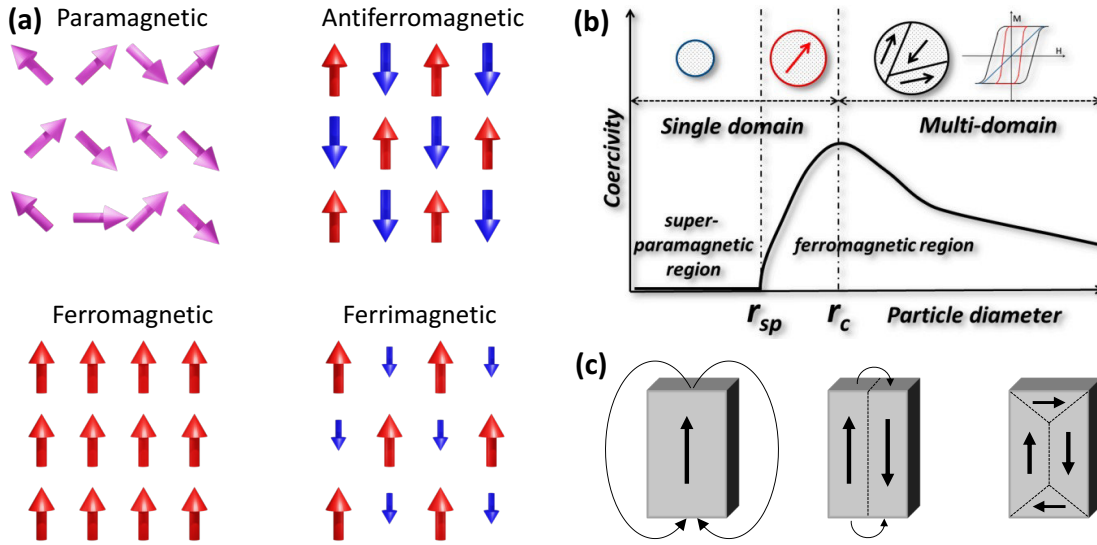 (a)
Paramagnetic
Antiferromagnetic
Ferromagnetic
Ferrimagnetic
(b)
Coercivity
M
H
Single domain
Multi-domain
super-
paramagnetic
region
ferromagnetic region
r_sp
r_c
Particle diameter
(c)